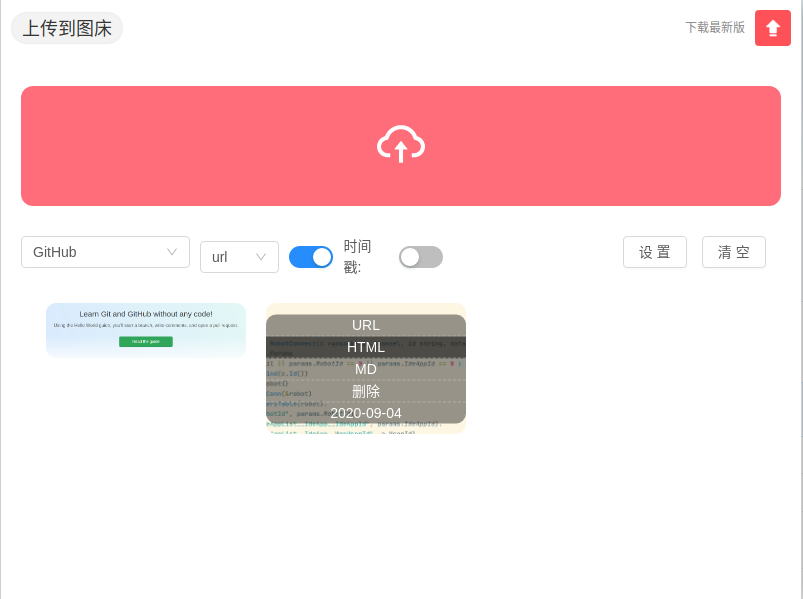 上传到图床
下载最新版
GitHub
url
时间
戳:
设 置
清 空
Learn Git and GitHub without any code!
Using the Hello World guide, you'll start a branch, write comments, and open a pull request.
Read the guide
URL
HTML
MD
删除
2020-09-04